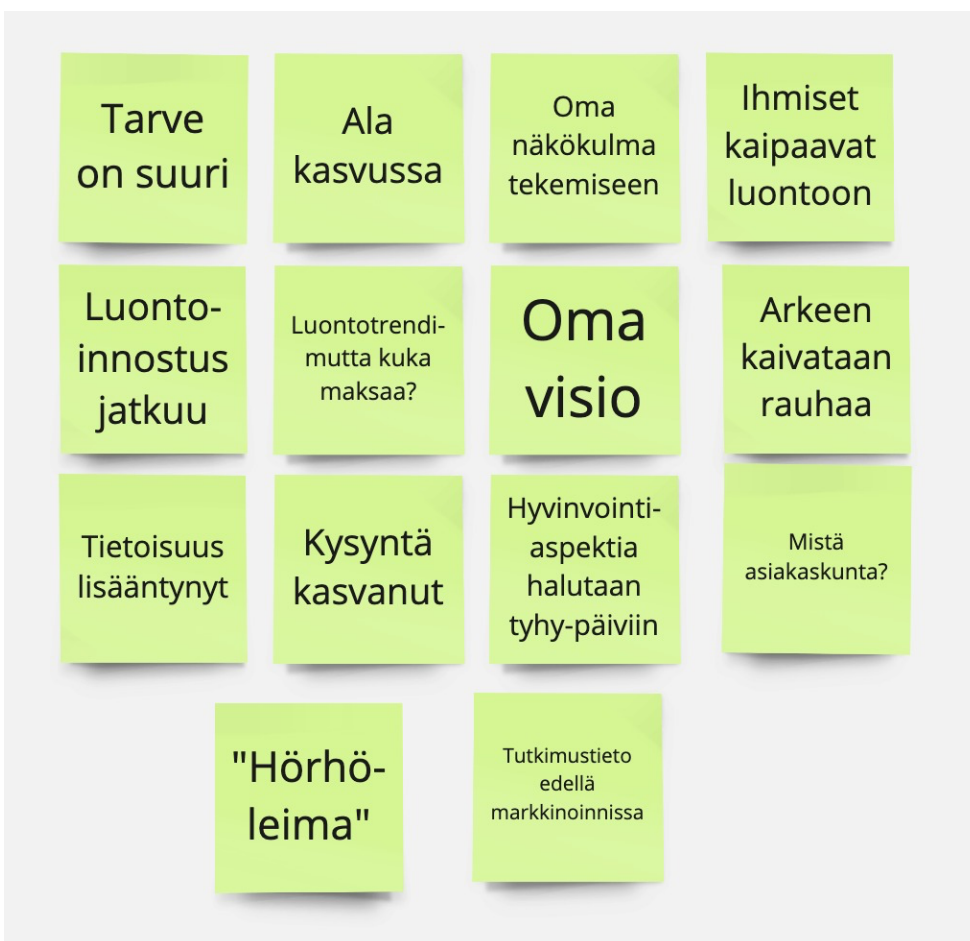 Tarve
on suuri
Ala
kasvussa
Oma
näkökulma
tekemiseen
Ihmiset
kaipaavat
luontoon
Luonto-
innostus
jatkuu
Luontotrendi-
mutta kuka
maksaa?
Oma
visio
Arkeen
kaivataan
rauhaa
Tietoisuus
lisääntynyt
Kysyntä
kasvanut
Hyvinvointi-
aspektia
halutaan
tyhy-päiviin
Mistä
asiakaskunta?
"Hörhö-
leima"
Tutkimustieto
edellä
markkinoinnissa